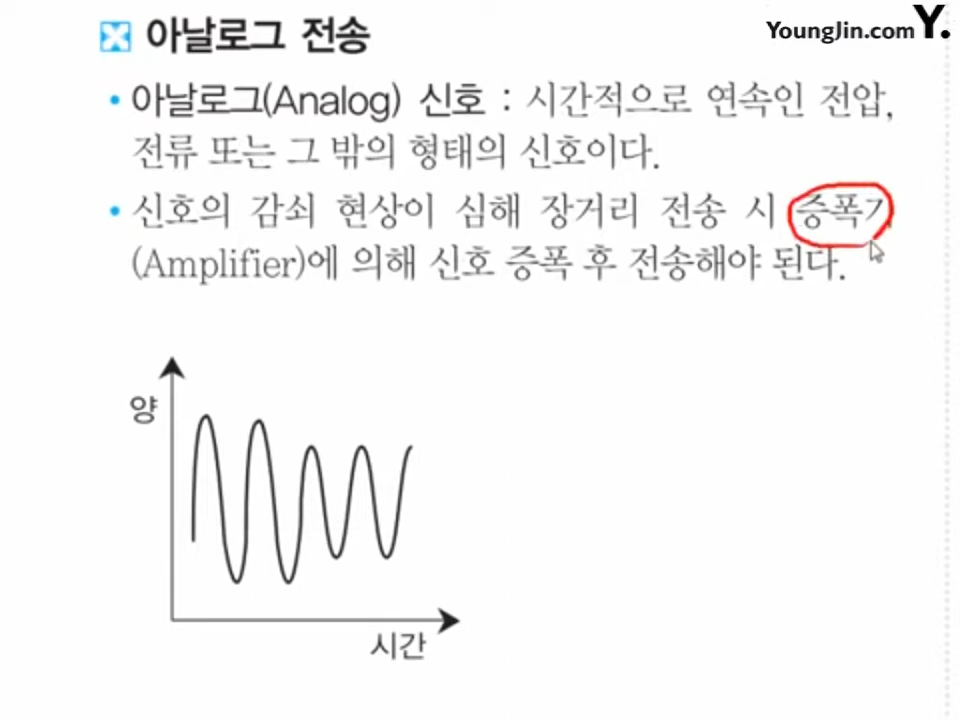 YoungJin.com Y.
아날로그 전송
• 아날로그(Analog) 신호 : 시간적으로 연속인 전압,
전류 또는 그 밖의 형태의 신호이다.
• 신호의 감쇠 현상이 심해 장거리 전송 시 증폭기
(Amplifier)에 의해 신호 증폭 후 전송해야 된다.
양
시간